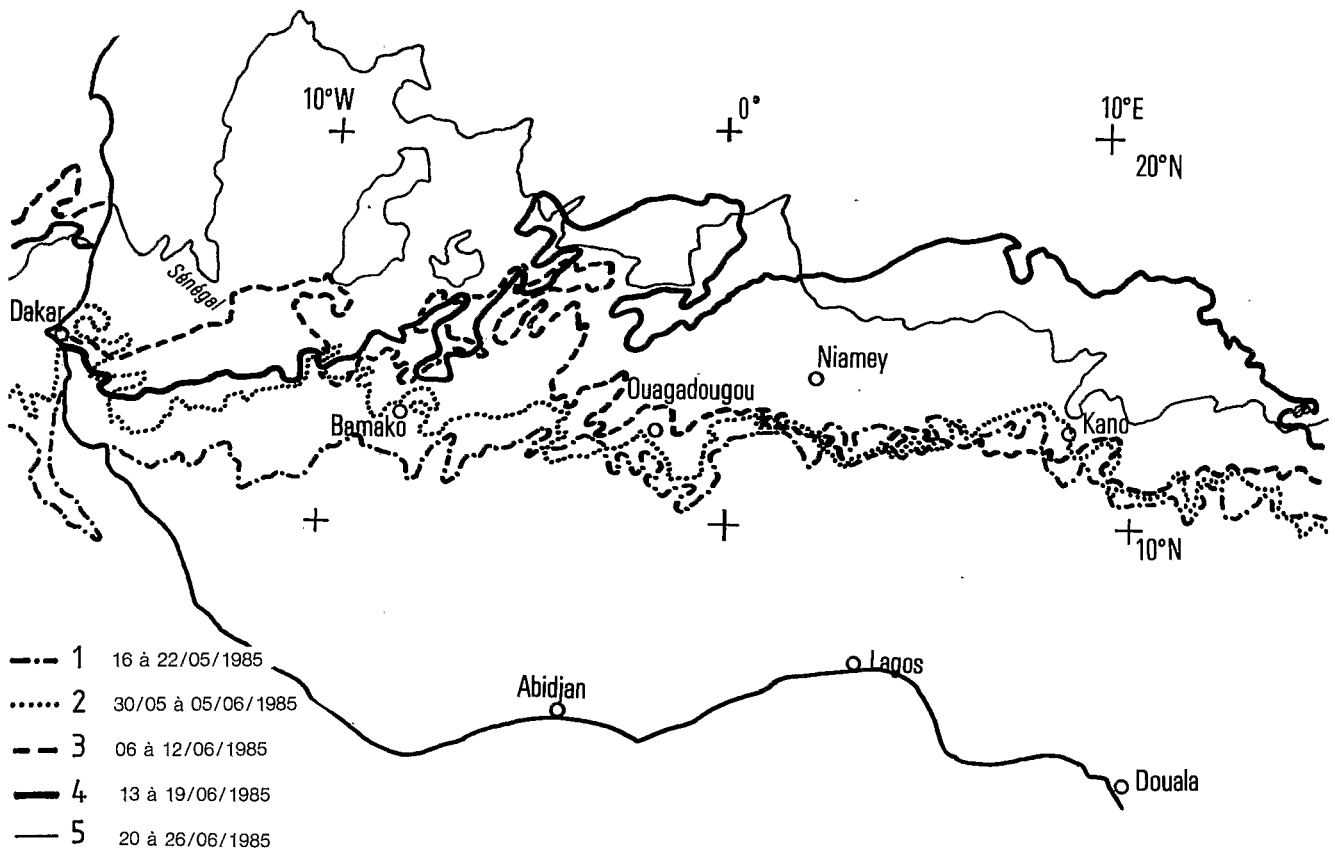 10°W
0°
10°E
20°N
Sénégal
Dakar
Niamey
Ouagadougou
Bamako
Kano
10°N
1 16 à 22/05/1985
2 30/05 à 05/06/1985
3 06 à 12/06/1985
4 13 à 19/06/1985
5 20 à 26/06/1985
Lagos
Abidjan
Douala